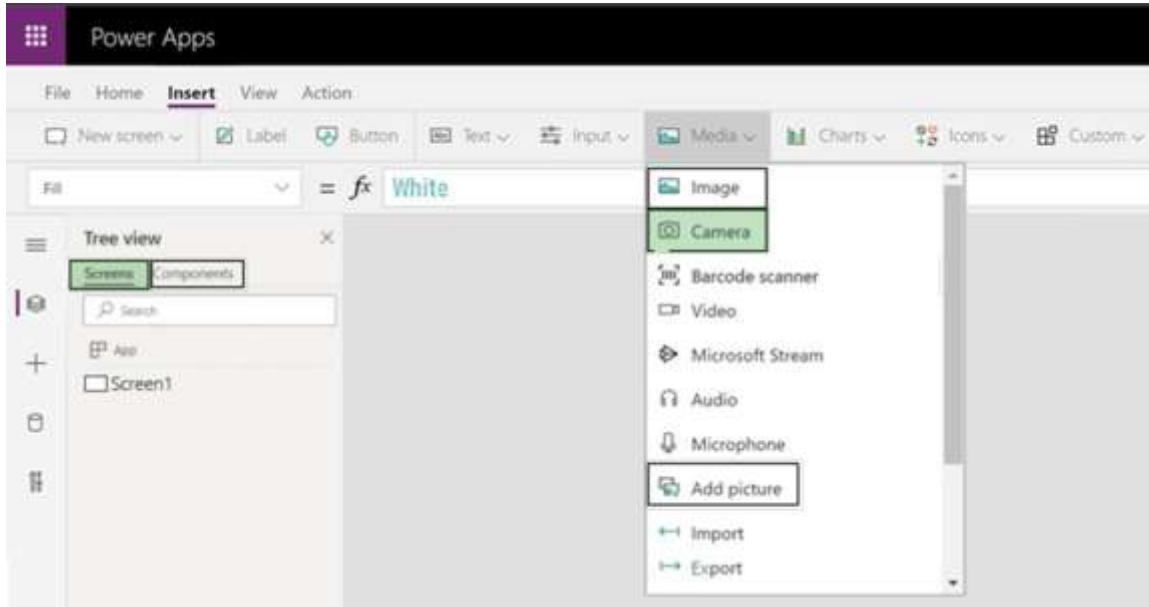 Power Apps
File Home Insert View Action
New screen Label Button Text Input Media Charts Icons Custom
Fill = fx White
Tree view
Screens Components
Search
App
Screen1
Image
Camera
Barcode scanner
Video
Microsoft Stream
Audio
Microphone
Add picture
Import
Export